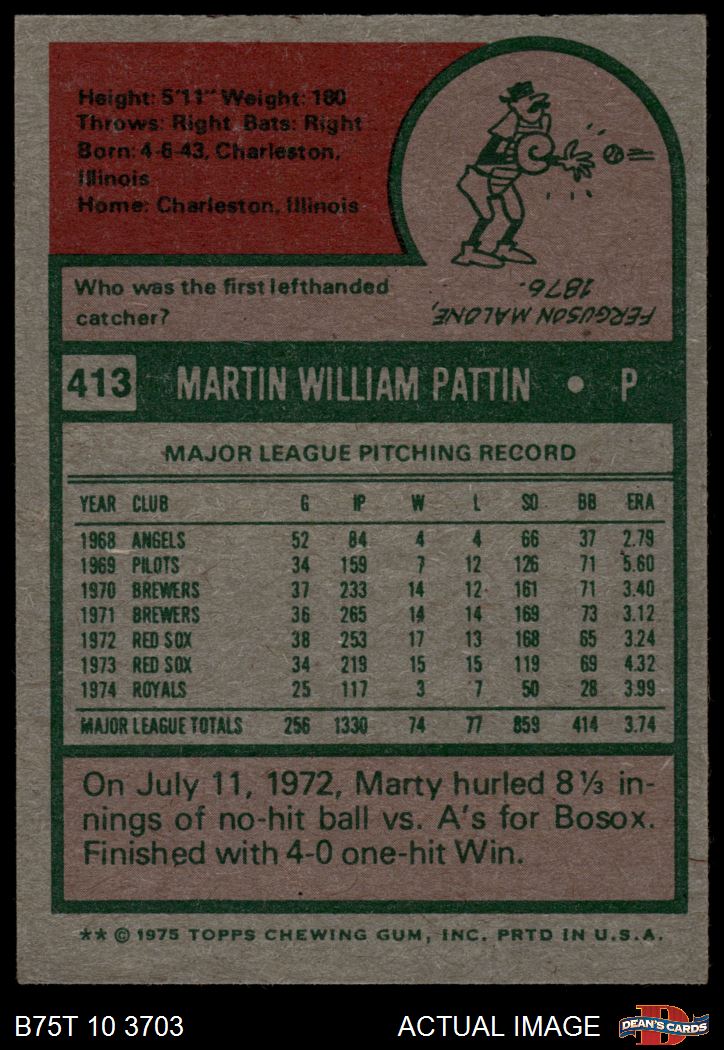 Height: 5'11" Weight: 180
Throws: Right Bats: Right
Born: 4-6-43, Charleston,
Illinois
Home: Charleston, Illinois
Who was the first lefthanded
catcher?
FERGUSON MALONE,
1876.
413 MARTIN WILLIAM PATTIN • P
MAJOR LEAGUE PITCHING RECORD
YEAR CLUB G IP W L SO BB ERA
1968 ANGELS 52 84 4 4 66 37 2.79
1969 PILOTS 34 159 7 12 126 71 5.60
1970 BREWERS 37 233 14 12 161 71 3.40
1971 BREWERS 36 265 14 14 169 73 3.12
1972 RED SOX 38 253 17 13 168 65 3.24
1973 RED SOX 34 219 15 15 119 69 4.32
1974 ROYALS 25 117 3 7 50 28 3.99
MAJOR LEAGUE TOTALS 256 1330 74 77 859 414 3.74
On July 11, 1972, Marty hurled 8⅓ in-
nings of no-hit ball vs. A's for Bosox.
Finished with 4-0 one-hit Win.
** © 1975 TOPPS CHEWING GUM, INC. PRTD IN U.S.A.
B75T 10 3703 ACTUAL IMAGE D DEAN'S CARDS